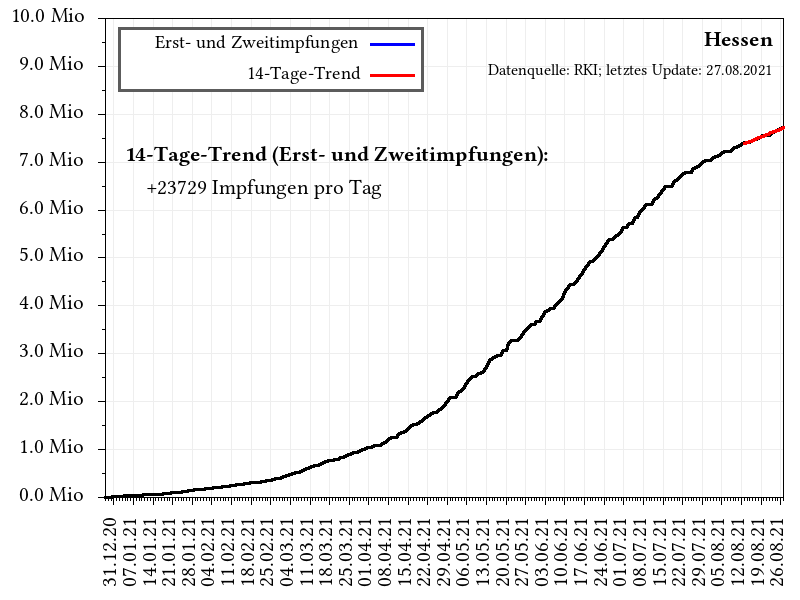 10.0 Mio
9.0 Mio
8.0 Mio
7.0 Mio
6.0 Mio
5.0 Mio
4.0 Mio
3.0 Mio
2.0 Mio
1.0 Mio
0.0 Mio
Erst- und Zweitimpfungen
14-Tage-Trend
Hessen
Datenquelle: RKI; letztes Update: 27.08.2021
14-Tage-Trend (Erst- und Zweitimpfungen):
+23729 Impfungen pro Tag
31.12.20
07.01.21
14.01.21
21.01.21
28.01.21
04.02.21
11.02.21
18.02.21
25.02.21
04.03.21
11.03.21
18.03.21
25.03.21
01.04.21
08.04.21
15.04.21
22.04.21
29.04.21
06.05.21
13.05.21
20.05.21
27.05.21
03.06.21
10.06.21
17.06.21
24.06.21
01.07.21
08.07.21
15.07.21
22.07.21
29.07.21
05.08.21
12.08.21
19.08.21
26.08.21